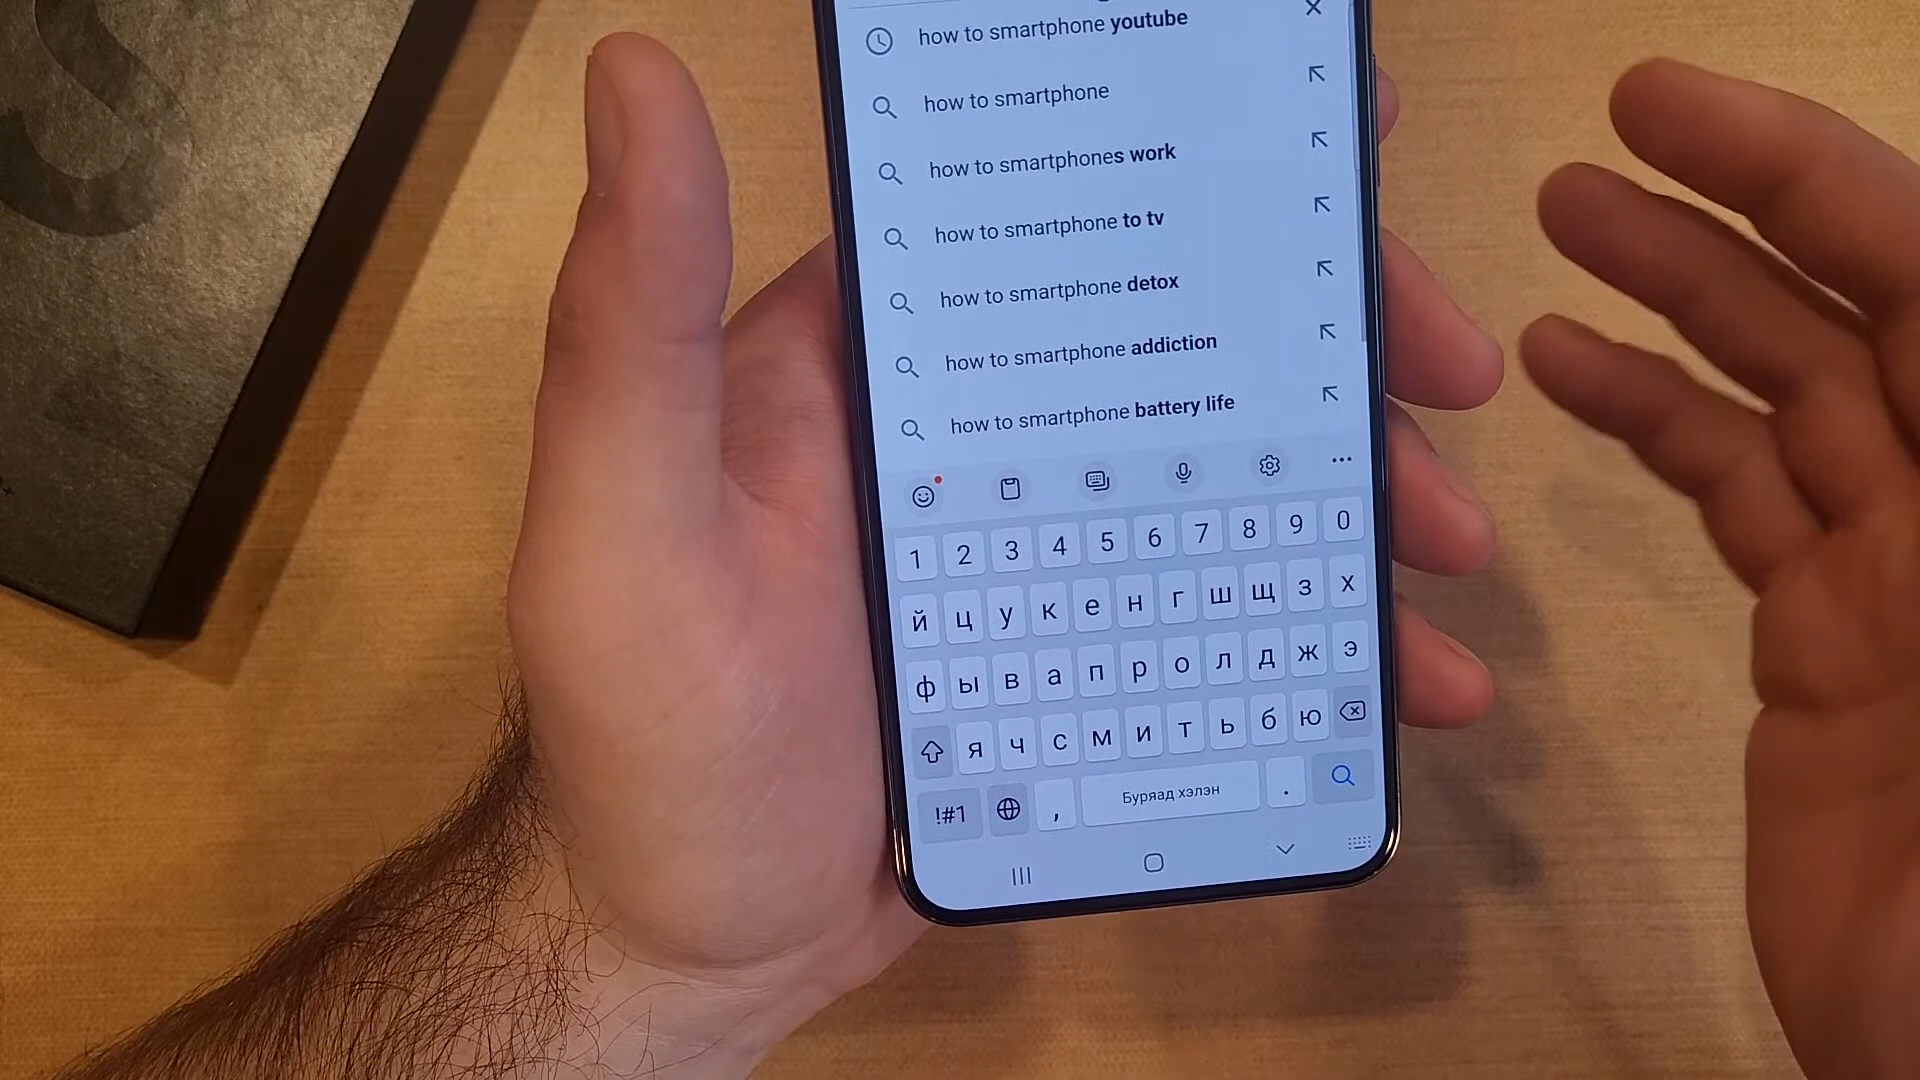 how to smartphone youtube
how to smartphone
how to smartphones work
how to smartphone to tv
how to smartphone detox
how to smartphone addiction
how to smartphone battery life
1 2 3 4 5 6 7 8 9 0
й ц у к е н г ш щ з х
ф ы в а п р о л д ж э
я ч с м и т ь б ю
!#1 , Буряад хэлэн .
S